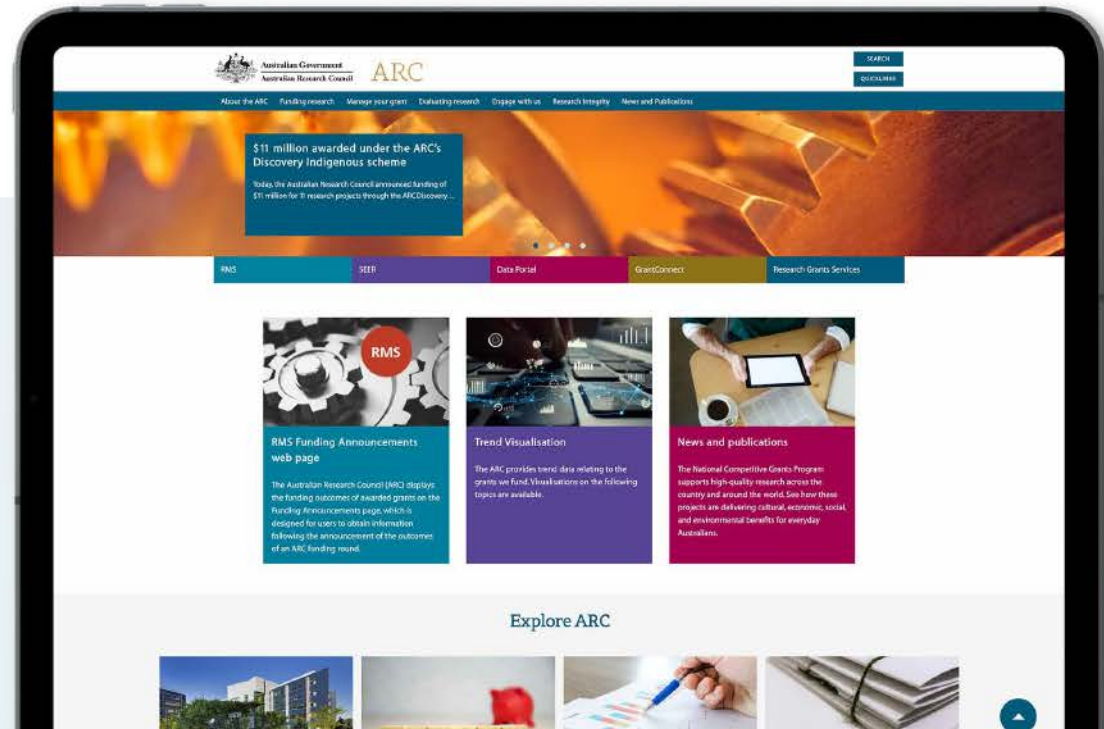 Australian Government
Australian Research Council
ARC
SEARCH
QUICKLINKS
About the ARC Funding research Manage your grant Evaluating research Engage with us Research Integrity News and Publications
$11 million awarded under the ARC's
Discovery Indigenous scheme
Today, the Australian Research Council announced funding of
$11 million for 11 research projects through the ARCDiscovery ...
RMS
SEER
Data Portal
GrantConnect
Research Grants Services
RMS
RMS Funding Announcements
web page
The Australian Research Council (ARC) displays
the funding outcomes of awarded grants on the
Funding Announcements page, which is
designed for users to obtain information
following the announcement of the outcomes
of an ARC funding round.
Trend Visualisation
The ARC provides trend data relating to the
grants we fund. Visualisations on the following
topics are available.
News and publications
The National Competitive Grants Program
supports high-quality research across the
country and around the world. See how these
projects are delivering cultural, economic, social,
and environmental benefits for everyday
Australians.
Explore ARC